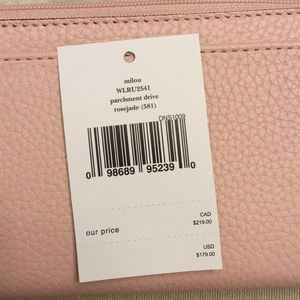 milou
WLRU2541
parchment drive
rosejade (581)
DNS1009
0 98689 95239 0
our price
CAD
$219.00
USD
$179.00